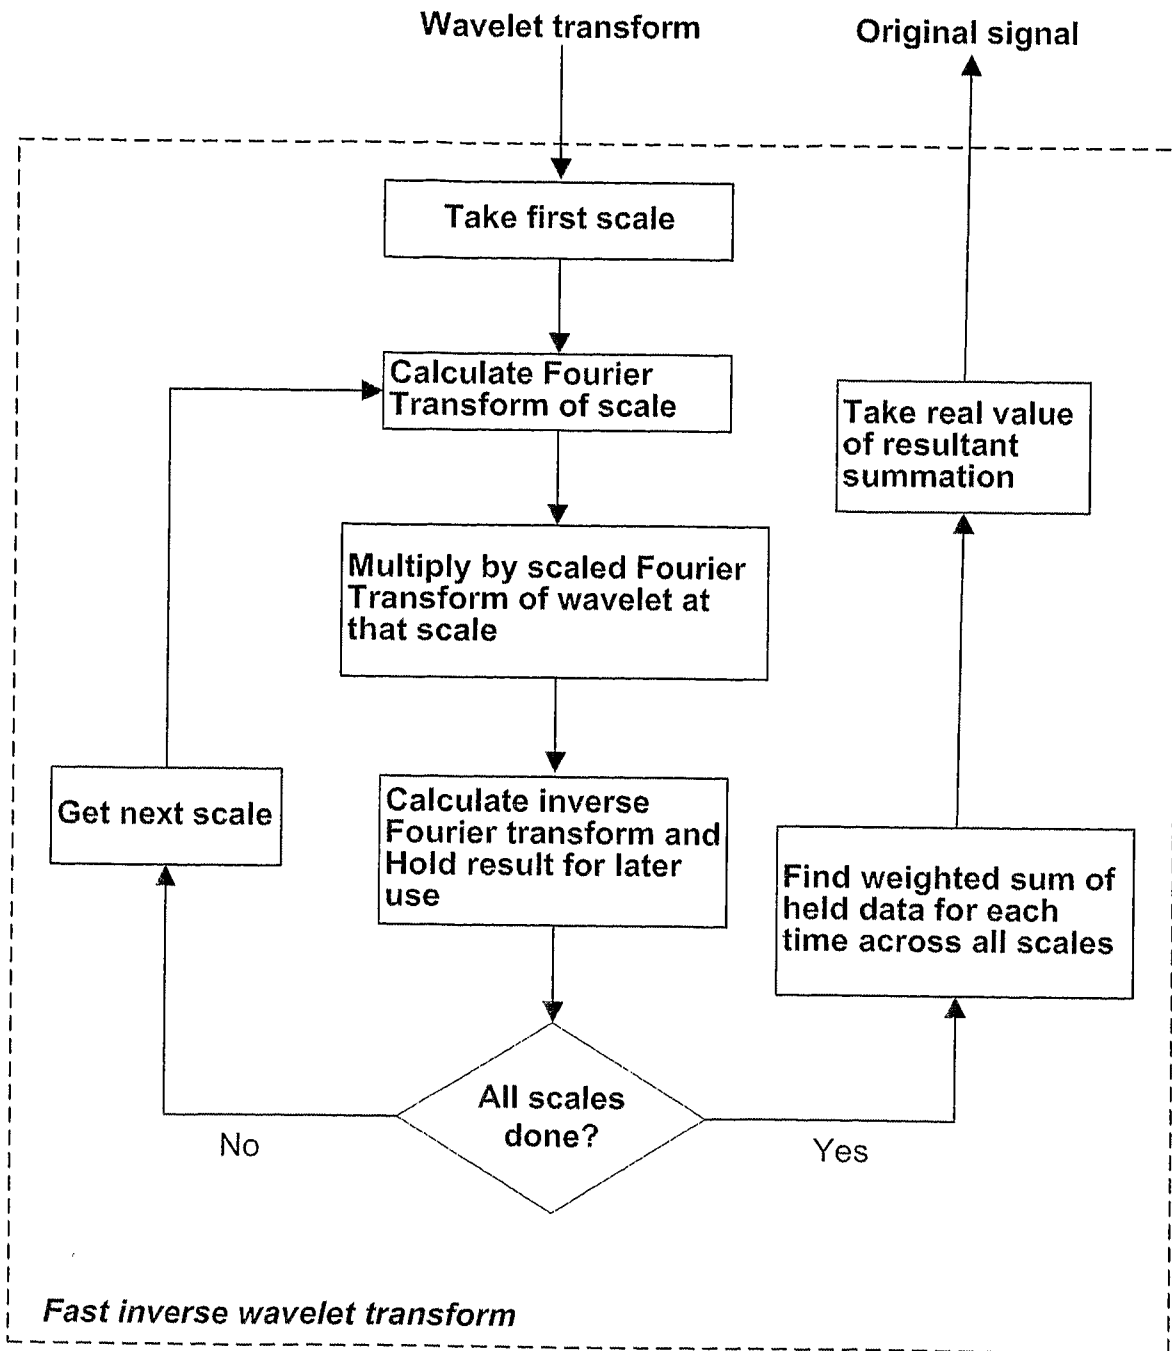 Wavelet transform
Original signal
Take first scale
Calculate Fourier
Transform of scale
Take real value
of resultant
summation
Multiply by scaled Fourier
Transform of wavelet at
that scale
Get next scale
Calculate inverse
Fourier transform and
Hold result for later
use
Find weighted sum of
held data for each
time across all scales
All scales
done?
No
Yes
Fast inverse wavelet transform